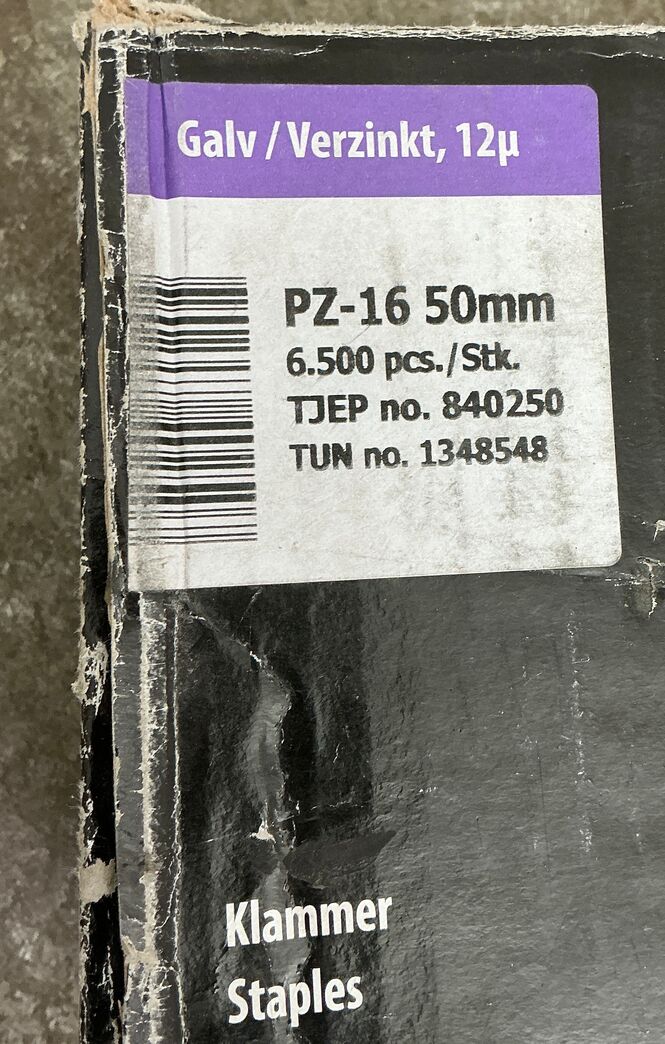 Galv / Verzinkt, 12µ
PZ-16 50mm
6.500 pcs./Stk.
TJEP no. 840250
TUN no. 1348548
Klammer
Staples